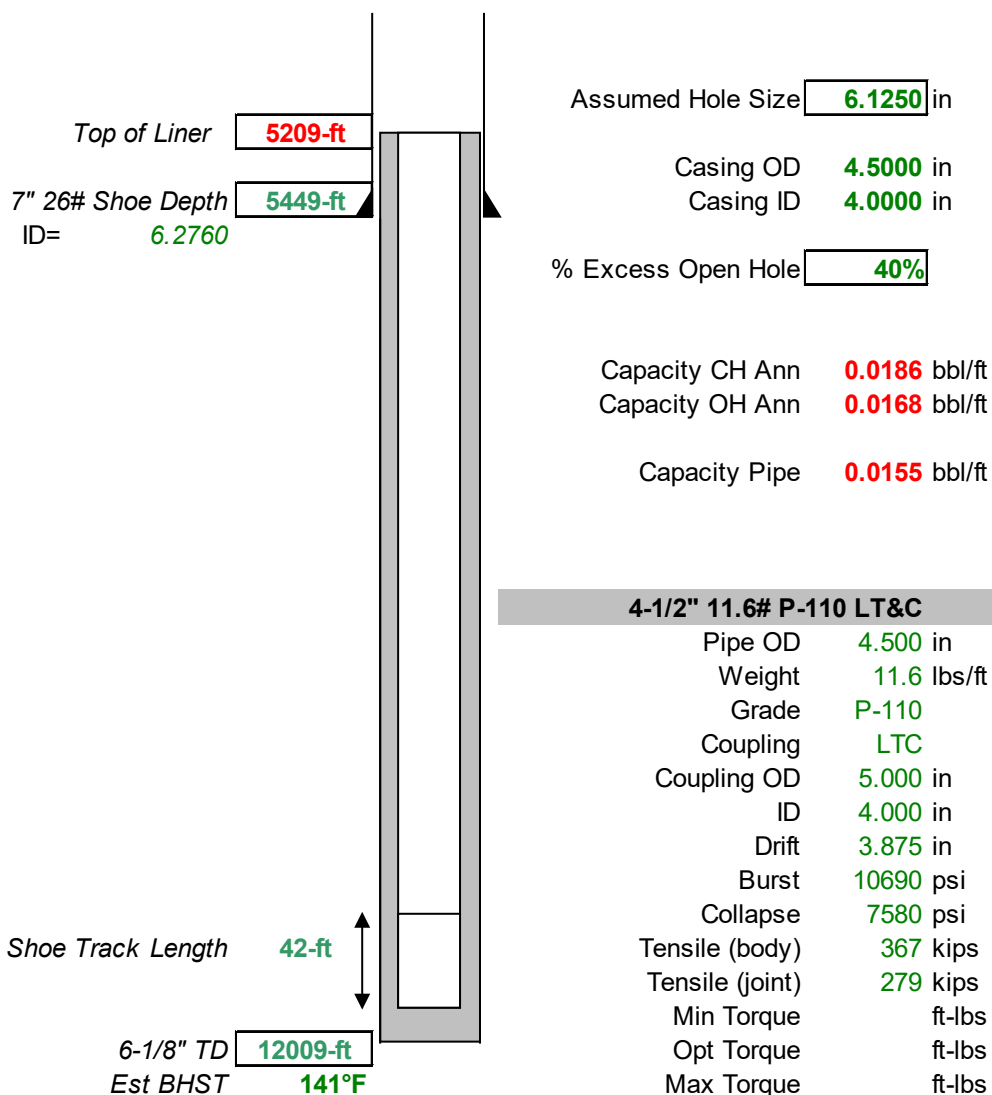 Assumed Hole Size 6.1250 in
Top of Liner 5209-ft
Casing OD 4.5000 in
7" 26# Shoe Depth 5449-ft
Casing ID 4.0000 in
ID= 6.2760
% Excess Open Hole 40%
Capacity CH Ann 0.0186 bbl/ft
Capacity OH Ann 0.0168 bbl/ft
Capacity Pipe 0.0155 bbl/ft
4-1/2" 11.6# P-110 LT&C
Pipe OD 4.500 in
Weight 11.6 lbs/ft
Grade P-110
Coupling LTC
Coupling OD 5.000 in
ID 4.000 in
Drift 3.875 in
Burst 10690 psi
Collapse 7580 psi
Shoe Track Length 42-ft
Tensile (body) 367 kips
Tensile (joint) 279 kips
Min Torque ft-lbs
6-1/8" TD 12009-ft
Opt Torque ft-lbs
Est BHST 141°F
Max Torque ft-lbs